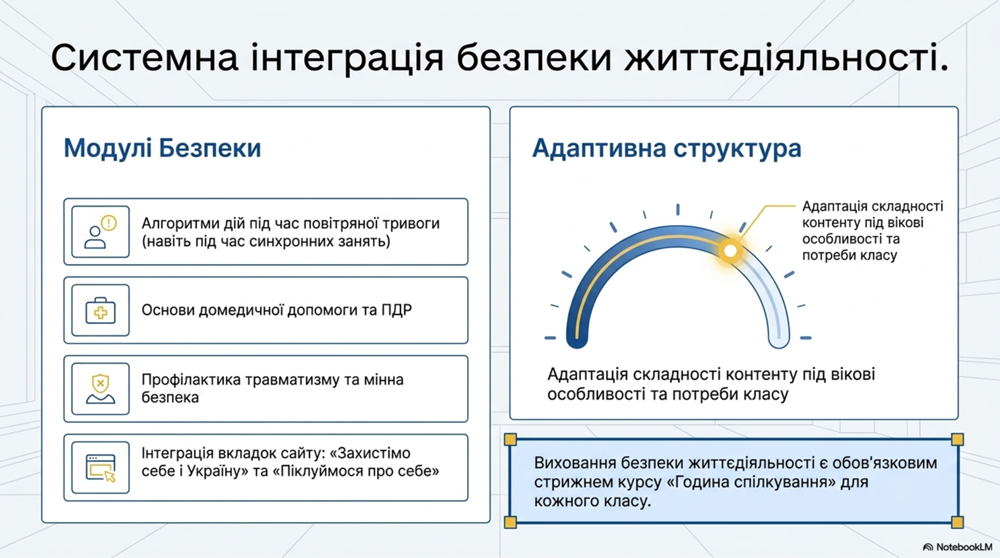 Системна інтеграція безпеки життєдіяльності.
Модулі Безпеки
Алгоритми дій під час повітряної тривоги
(навіть під час синхронних занять)
Основи домедичної допомоги та ПДР
Профілактика травматизму та мінна
безпека
Інтеграція вкладок сайту: «Захистімо
себе і Україну» та «Піклуймося про себе»
Адаптивна структура
Адаптація складності
контенту під вікові
особливості та
потреби класу
Адаптація складності контенту під вікові
особливості та потреби класу
Виховання безпеки життєдіяльності є обов'язковим
стрижнем курсу «Година спілкування» для
кожного класу.
NotebookLM